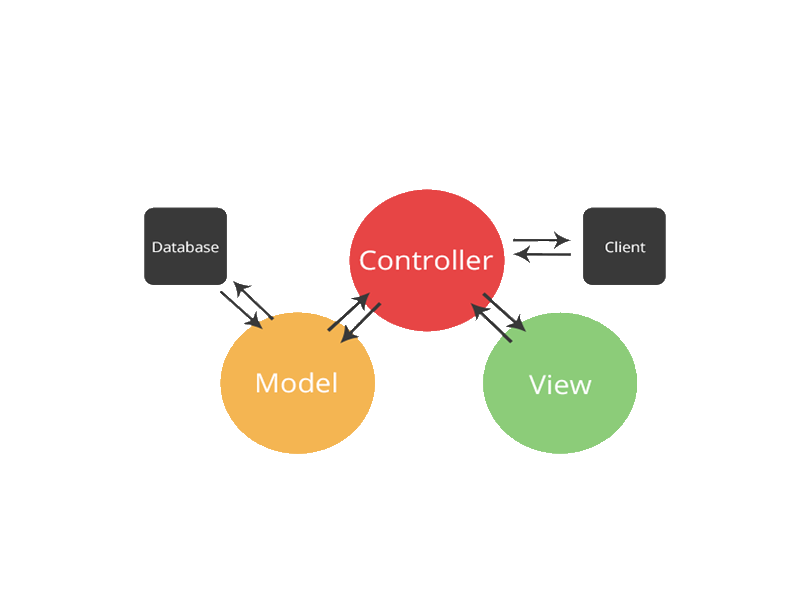 Database
Controller
Client
Model
View